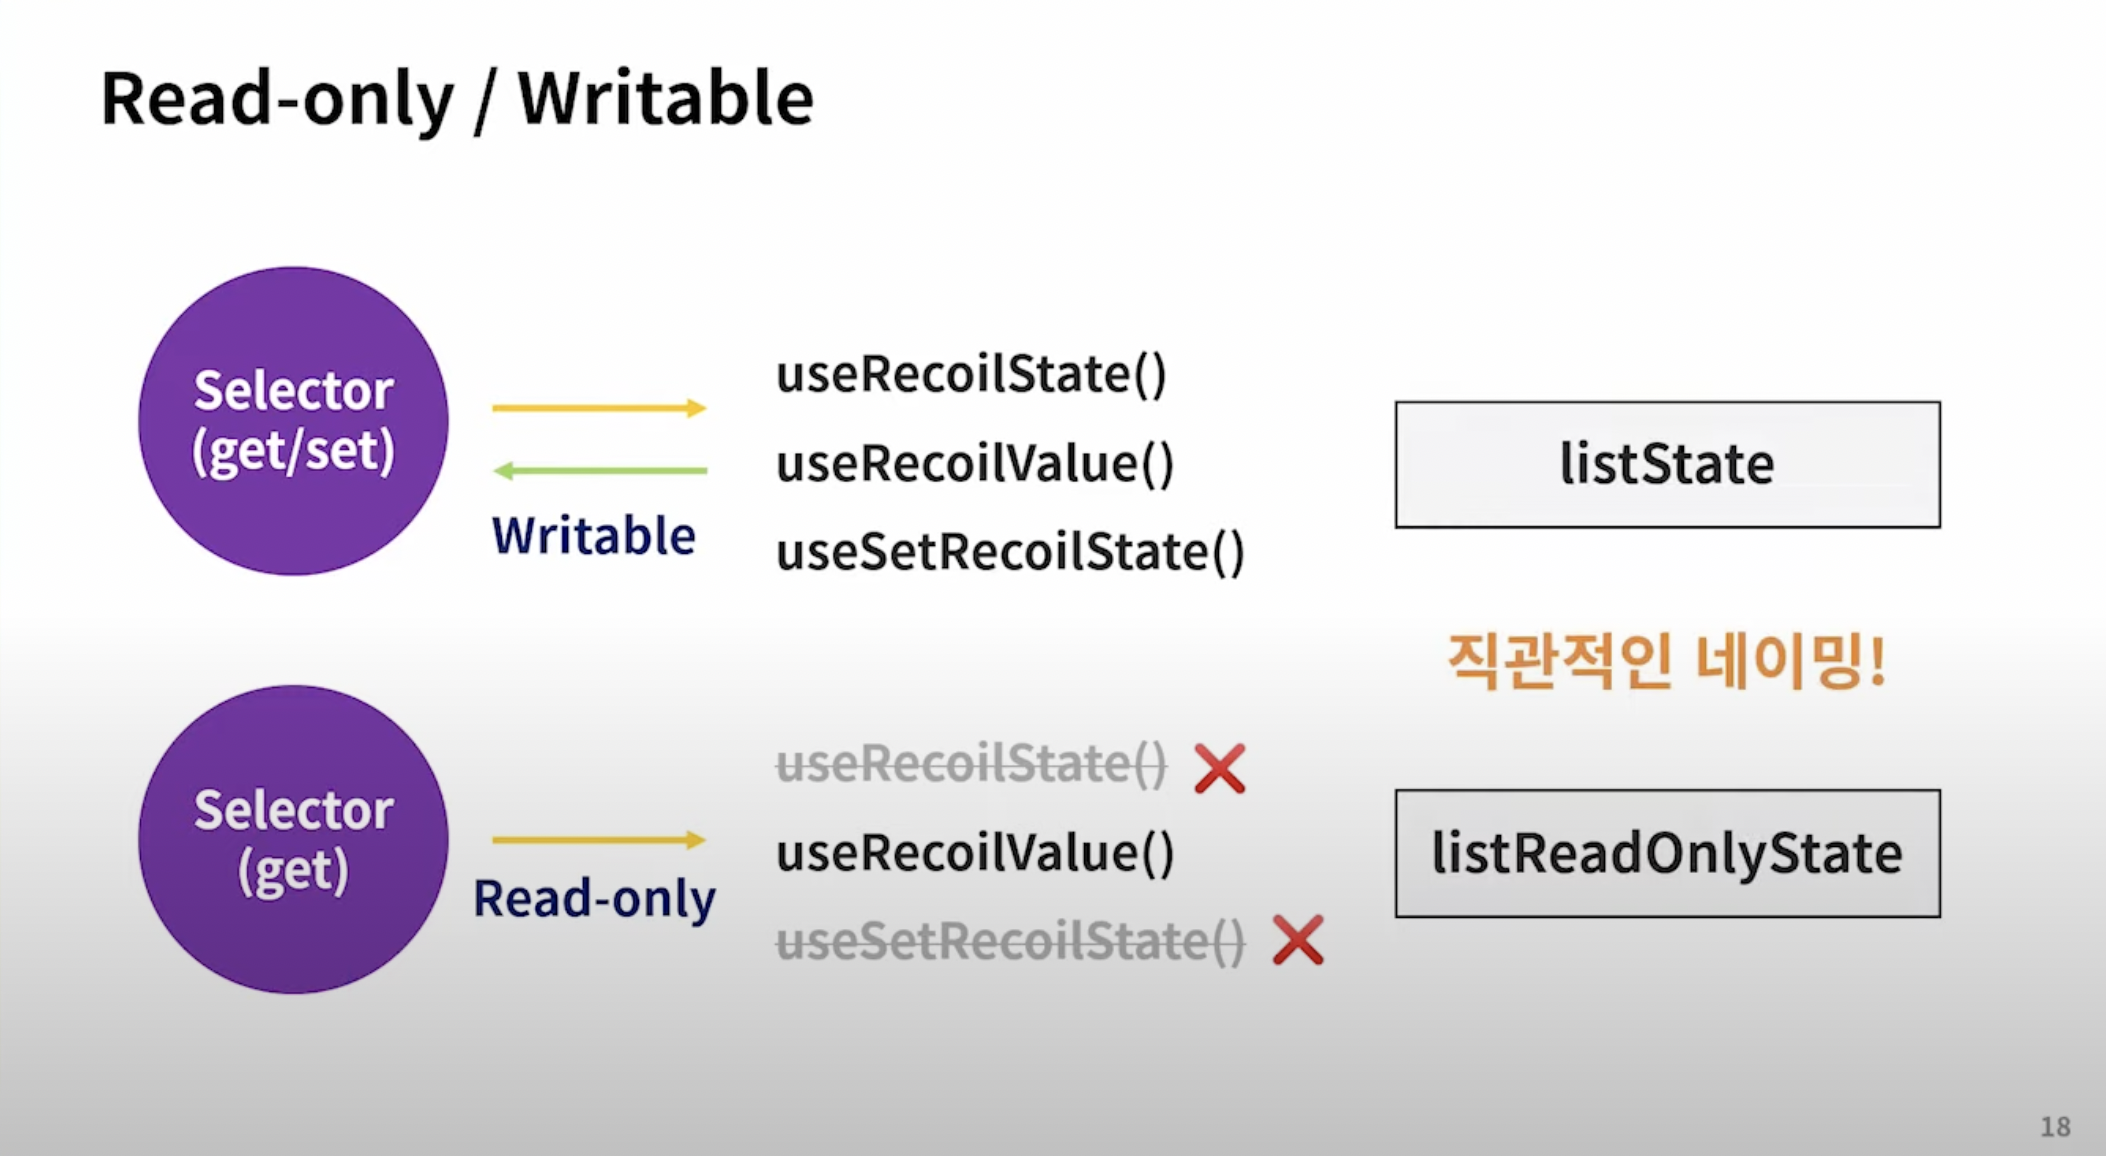 Read-only / Writable
Selector
(get/set)
Writable
useRecoilState()
useRecoilValue()
useSetRecoilState()
listState
직관적인 네이밍!
Selector
(get)
Read-only
useRecoilState()
useRecoilValue()
useSetRecoilState()
listReadOnlyState
18